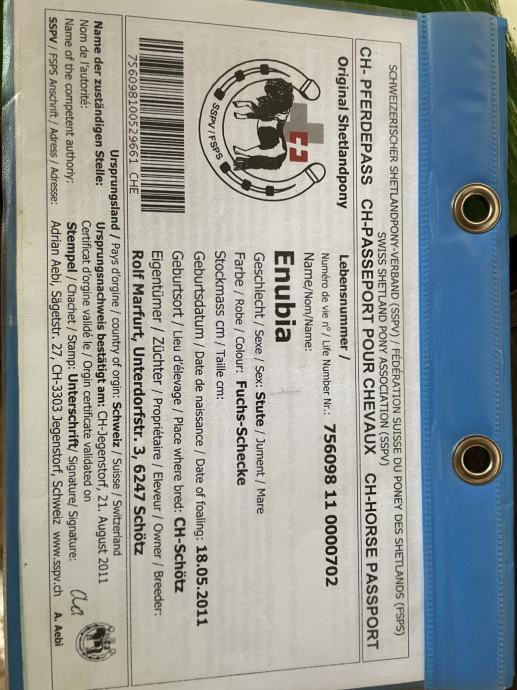 SCHWEIZERISCHER SHETLANDPONY-VERBAND (SSPV) / FÉDÉRATION SUISSE DU PONEY DES SHETLANDS (FSPS)
SWISS SHETLAND PONY ASSOCIATION (SSPV)
CH- PFERDEPASS CH-PASSEPORT POUR CHEVAUX CH-HORSE PASSPORT
Original Shetlandpony
SSPV/FSPS
756098100529661 CHE
Lebensnummer /
Numéro de vie n° / Life Number Nr.: 756098 11 0000702
Name/Nom/Name:
Enubia
Geschlecht / Sexe / Sex: Stute / Jument / Mare
Farbe / Robe / Colour: Fuchs-Schecke
Stockmass cm / Taille cm:
Geburtsdatum / Date de naissance / Date of foaling: 18.05.2011
Geburtsort / Lieu d'élevage / Place where bred: CH-Schötz
Eigentümer / Züchter / Propriétaire / Eleveur / Owner / Breeder:
Rolf Marfurt, Unterdorfstr. 3, 6247 Schötz
Ursprungsland / Pays d'orgine / country of orgin: Schweiz / Suisse / Switzerland
Name der zuständigen Stelle: Ursprungsnachweis bestätigt am: CH-Jegenstorf, 21. August 2011
Nom de l'autorité: Certificat d'orgine validé le / Orgin certificate validated on
Name of the competent authoriy: Stempel / Chachet / Stamp: Unterschrift/ Signature/ Signature:
SSPV / FSPS Anschrift / Adress / Adresse: Adrian Aebi, Sägetstr. 27, CH-3303 Jegenstorf, Schweiz www.sspv.ch A. Aebi